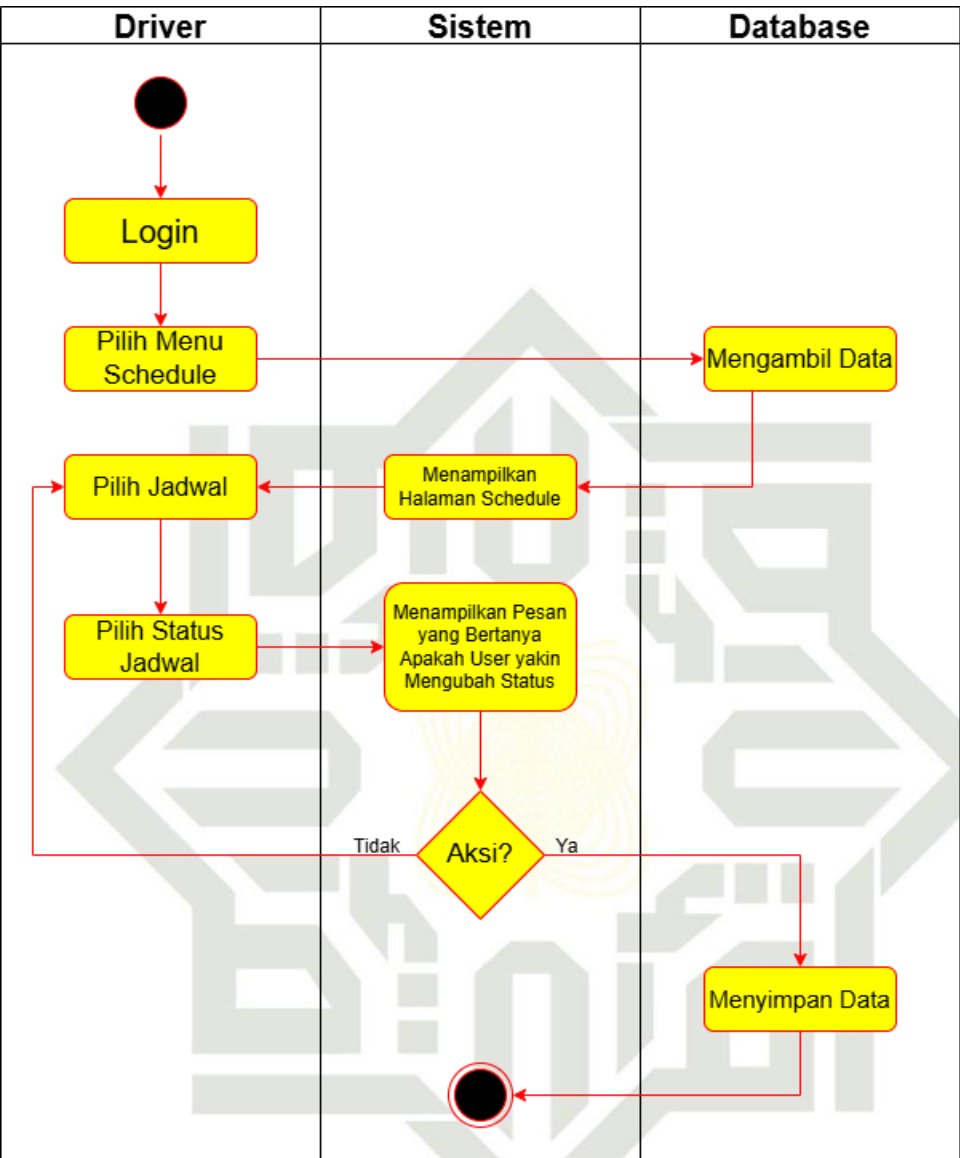 Driver
Sistem
Database
Login
Pilih Menu
Schedule
Mengambil Data
Menampilkan
Halaman Schedule
Pilih Jadwal
Pilih Status
Jadwal
Menampilkan Pesan
yang Bertanya
Apakah User yakin
Mengubah Status
Aksi?
Tidak
Ya
Menyimpan Data